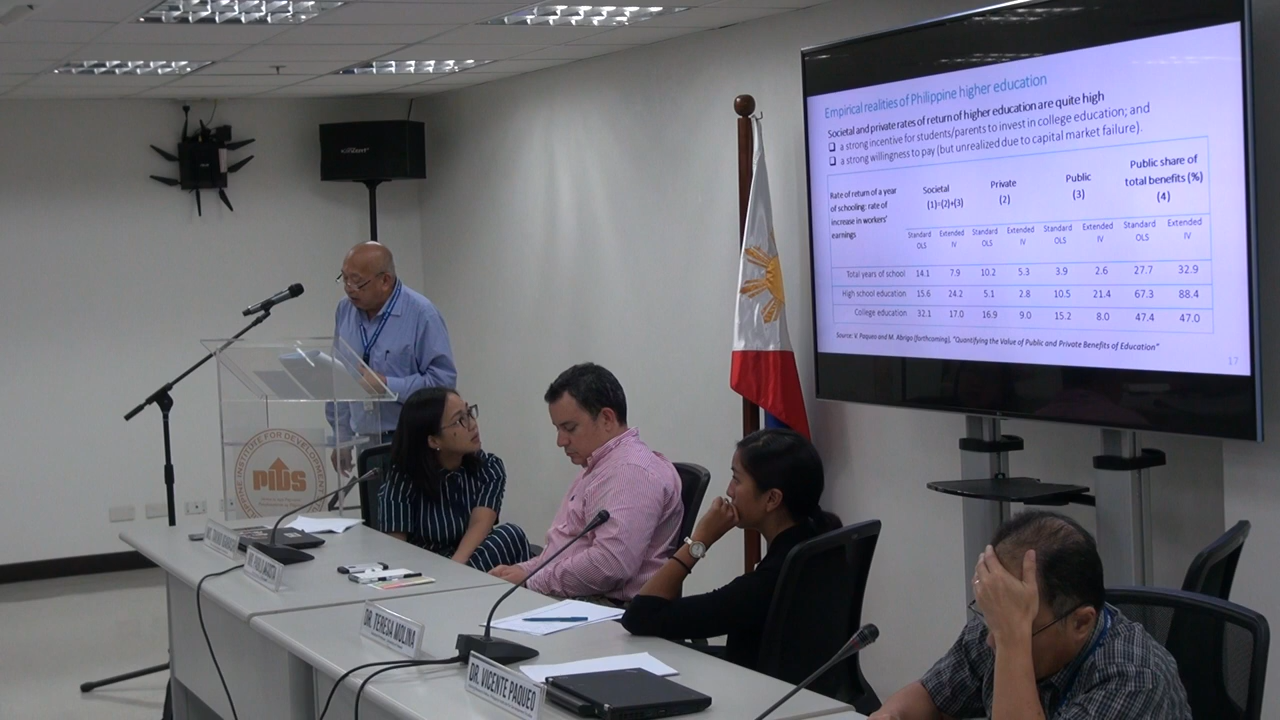 Empirical realities of Philippine higher education
Societal and private rates of return of higher education are quite high
❑ a strong incentive for students/parents to invest in college education; and
❑ a strong willingness to pay (but unrealized due to capital market failure).
Rate of return of a year of schooling: rate of increase in workers' earnings
Societal (1)=(2)+(3) Private (2) Public (3) Public share of total benefits (%) (4)
Standard OLS Extended IV Standard OLS Extended IV Standard OLS Extended IV Standard OLS Extended IV
Total years of school 14.1 7.9 10.2 5.3 3.9 2.6 27.7 32.9
High school education 15.6 24.2 5.1 2.8 10.5 21.4 67.3 88.4
College education 32.1 17.0 16.9 9.0 15.2 8.0 47.4 47.0
Source: V. Paqueo and M. Abrigo (forthcoming), "Quantifying the Value of Public and Private Benefits of Education"
17
PINE INSTITUTE FOR DEVELOPMENT
PIDS
DR. TERESA MOLINA
DR. VICENTE PAQUEO